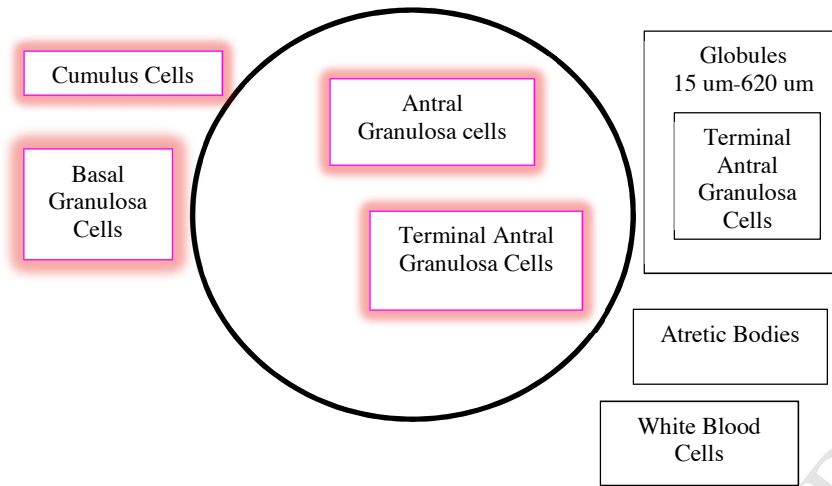 Cumulus Cells
Basal
Granulosa
Cells
Antral
Granulosa cells
Terminal Antral
Granulosa Cells
Globules
15 um-620 um
Terminal
Antral
Granulosa
Cells
Atretic Bodies
White Blood
Cells